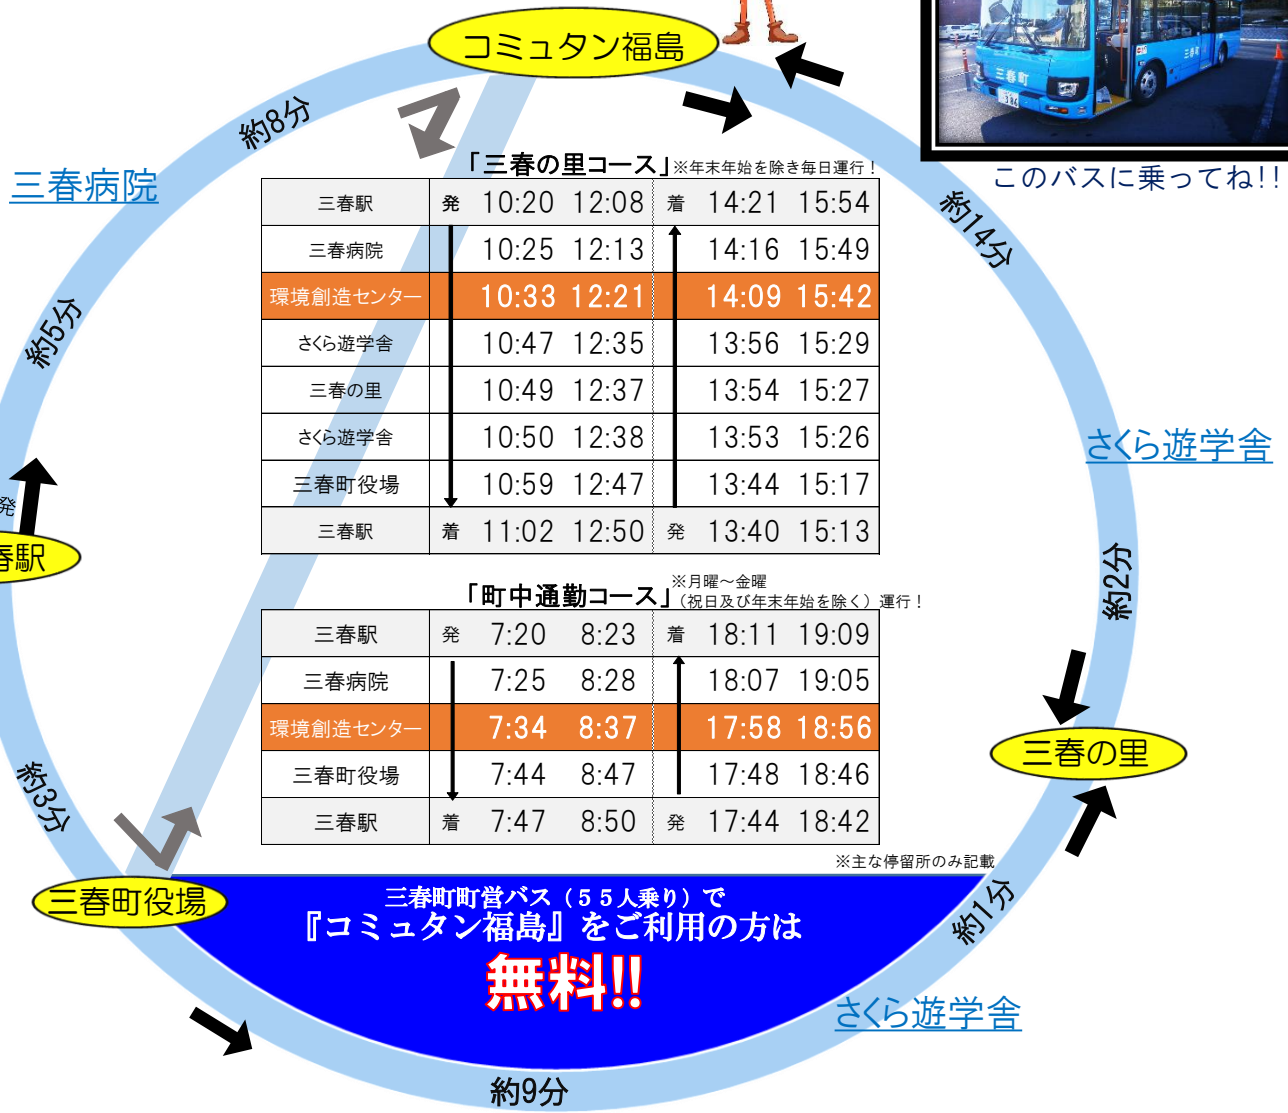 コミュタン福島
約8分
三春病院
三春町
このバスに乗ってね!!
約14分
「三春の里コース」※年末年始を除き毎日運行！
三春駅 発 10:20 12:08 着 14:21 15:54
三春病院 10:25 12:13 14:16 15:49
環境創造センター 10:33 12:21 14:09 15:42
さくら遊学舎 10:47 12:35 13:56 15:29
三春の里 10:49 12:37 13:54 15:27
さくら遊学舎 10:50 12:38 13:53 15:26
三春町役場 10:59 12:47 13:44 15:17
三春駅 着 11:02 12:50 発 13:40 15:13
約5分
さくら遊学舎
発
春駅
約2分
「町中通勤コース」※月曜～金曜
（祝日及び年末年始を除く）運行！
三春駅 発 7:20 8:23 着 18:11 19:09
三春病院 7:25 8:28 18:07 19:05
環境創造センター 7:34 8:37 17:58 18:56
三春町役場 7:44 8:47 17:48 18:46
三春駅 着 7:47 8:50 発 17:44 18:42
三春の里
約3分
※主な停留所のみ記載
三春町役場
三春町町営バス（５５人乗り）で
『コミュタン福島』をご利用の方は
無料!!
約1分
さくら遊学舎
約9分